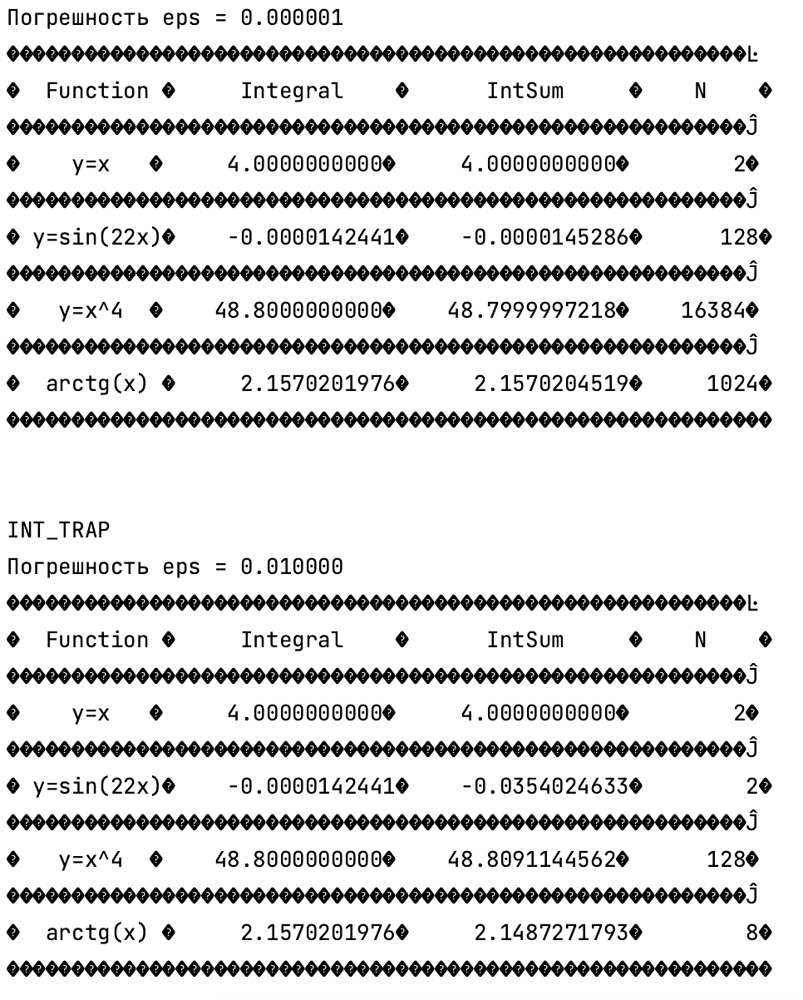 Погрешность eps = 0.000001
���������������������������������������������������������Ŀ
�  Function �     Integral    �      IntSum     �    N    �
���������������������������������������������������������Ĵ
�    y=x   �     4.0000000000�     4.0000000000�        2�
���������������������������������������������������������Ĵ
� y=sin(22x)�    -0.0000142441�    -0.0000145286�      128�
���������������������������������������������������������Ĵ
�   y=x^4  �    48.8000000000�    48.7999997218�    16384�
���������������������������������������������������������Ĵ
�  arctg(x) �     2.1570201976�     2.1570204519�     1024�
�����������������������������������������������������������
INT_TRAP
Погрешность eps = 0.010000
���������������������������������������������������������Ŀ
�  Function �     Integral    �      IntSum     �    N    �
���������������������������������������������������������Ĵ
�    y=x   �     4.0000000000�     4.0000000000�        2�
���������������������������������������������������������Ĵ
� y=sin(22x)�    -0.0000142441�    -0.0354024633�        2�
���������������������������������������������������������Ĵ
�   y=x^4  �    48.8000000000�    48.8091144562�      128�
���������������������������������������������������������Ĵ
�  arctg(x) �     2.1570201976�     2.1487271793�        8�
�����������������������������������������������������������